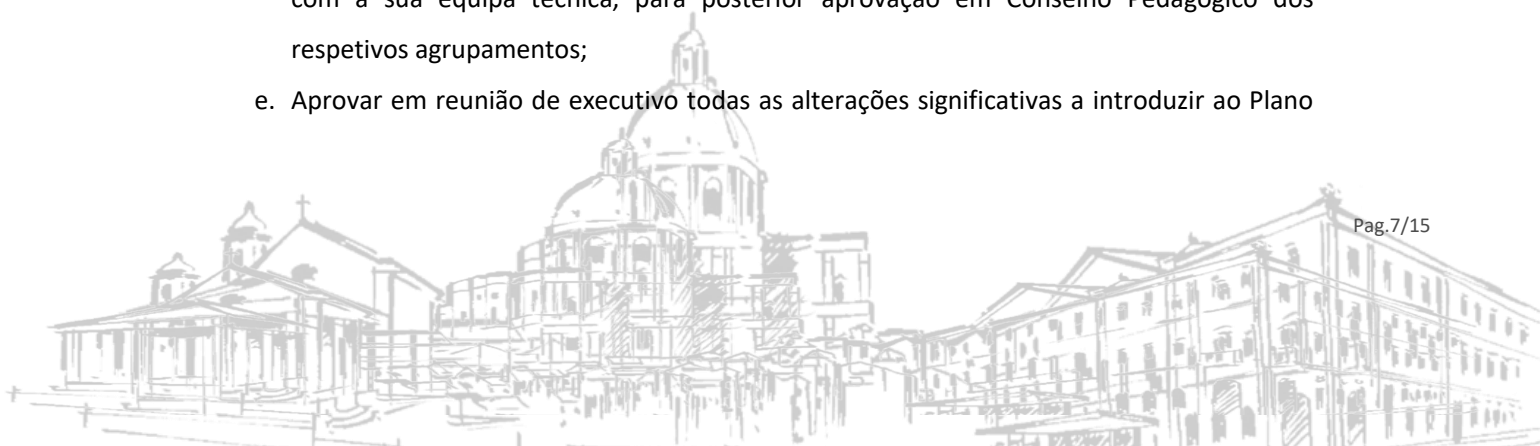 com a sua equipa técnica, para posterior aprovação em Conselho Pedagógico dos
respetivos agrupamentos;
e. Aprovar em reunião de executivo todas as alterações significativas a introduzir ao Plano
Pag.7/15